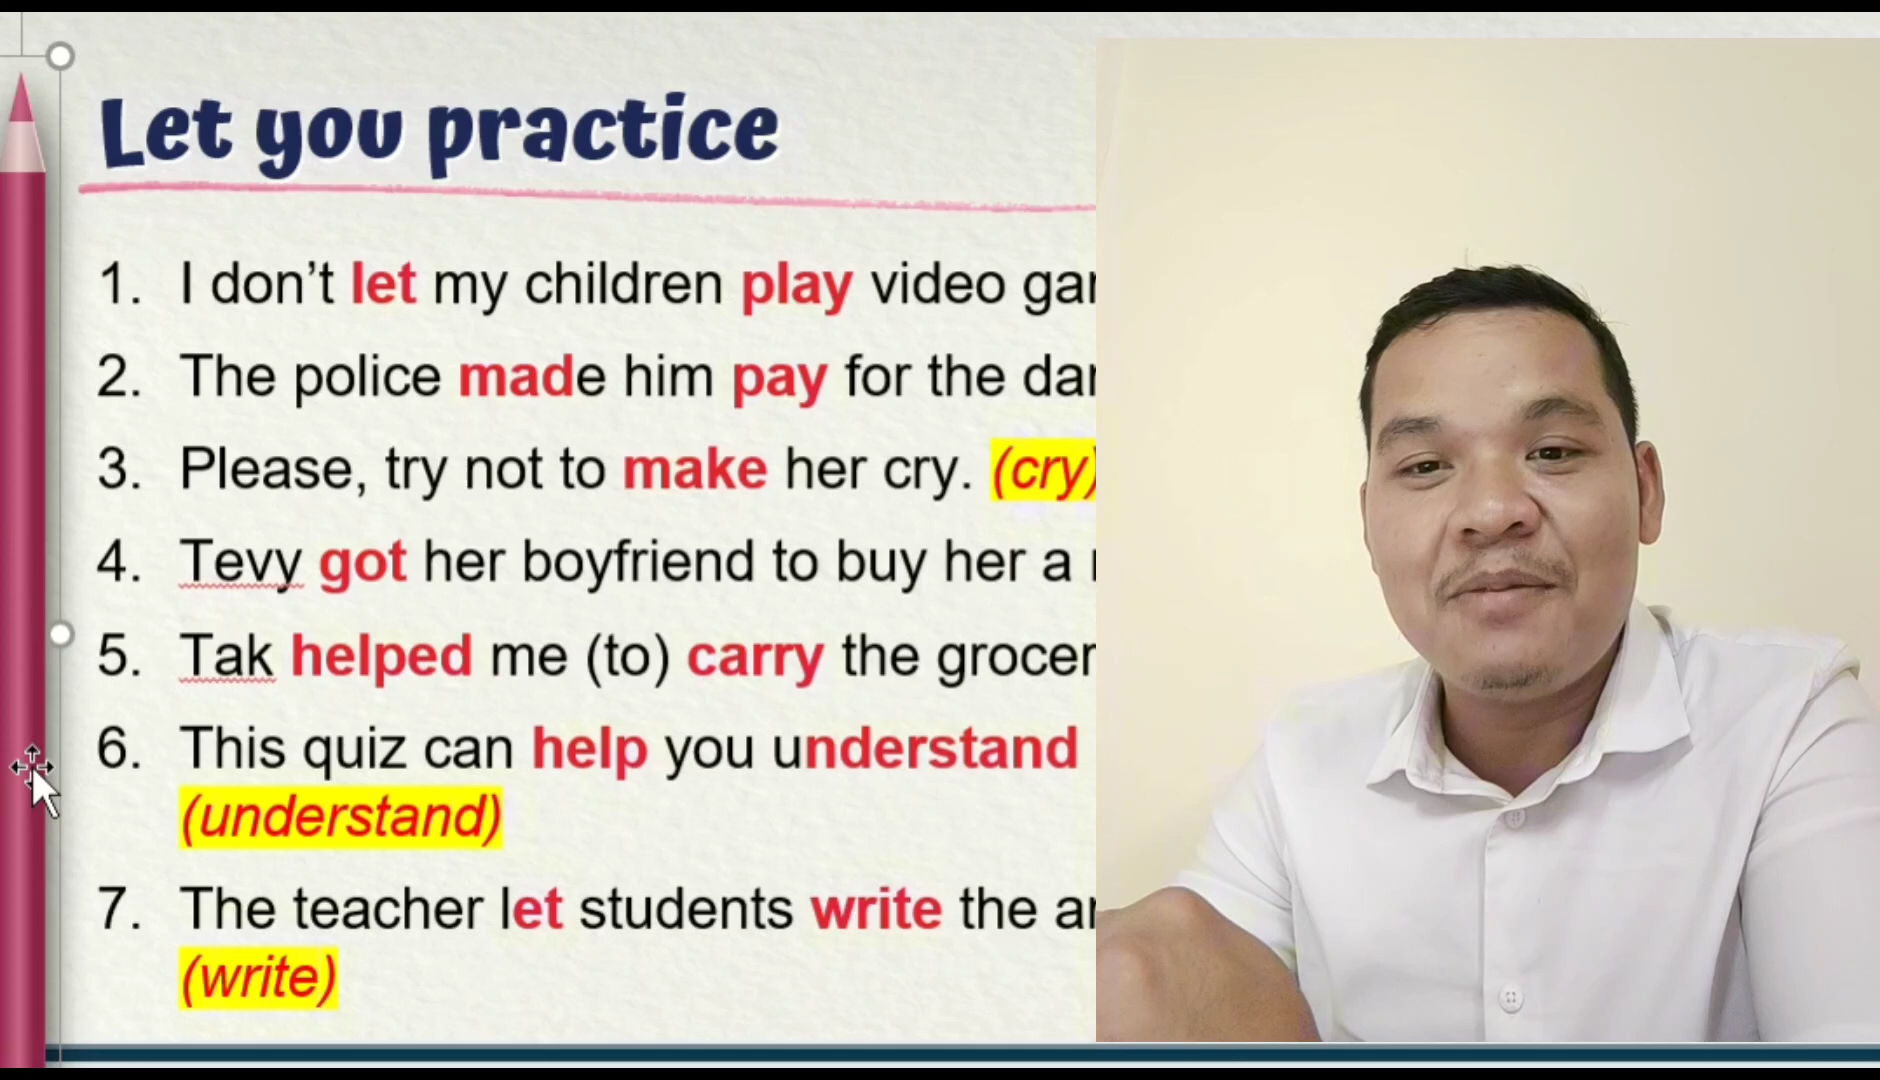 Let you practice
1. I don’t let my children play video
2. The police made him pay for the
3. Please, try not to make her cry. (cry)
4. Tevy got her boyfriend to buy her a
5. Tak helped me (to) carry the
6. This quiz can help you understand
(understand)
7. The teacher let students write the
(write)